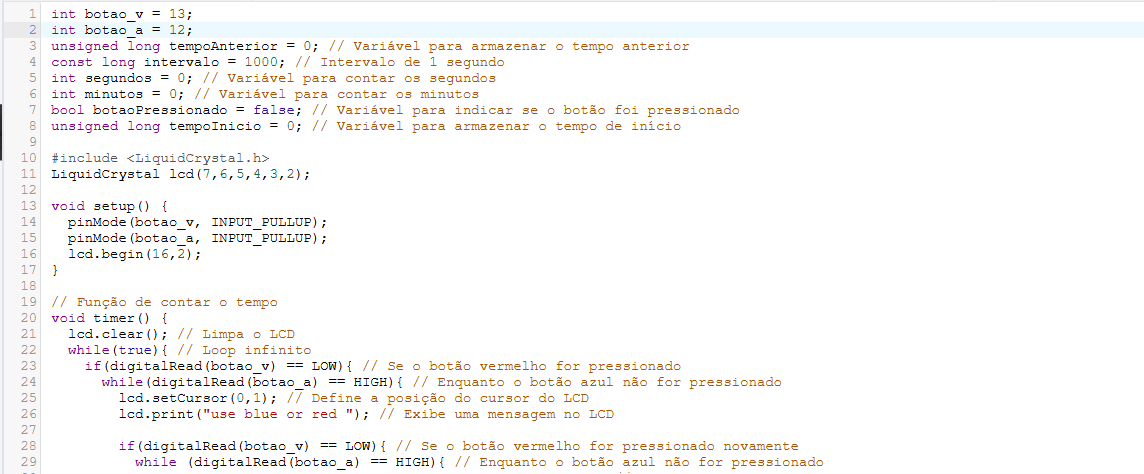 1 int botao_v = 13;
2 int botao_a = 12;
3 unsigned long tempoAnterior = 0; // Variável para armazenar o tempo anterior
4 const long intervalo = 1000; // Intervalo de 1 segundo
5 int segundos = 0; // Variável para contar os segundos
6 int minutos = 0; // Variável para contar os minutos
7 bool botaoPressionado = false; // Variável para indicar se o botão foi pressionado
8 unsigned long tempoInicio = 0; // Variável para armazenar o tempo de início
9
10 #include <LiquidCrystal.h>
11 LiquidCrystal lcd(7,6,5,4,3,2);
12
13 void setup() {
14   pinMode(botao_v, INPUT_PULLUP);
15   pinMode(botao_a, INPUT_PULLUP);
16   lcd.begin(16,2);
17 }
18
19 // Função de contar o tempo
20 void timer() {
21   lcd.clear(); // Limpa o LCD
22   while(true){ // Loop infinito
23     if(digitalRead(botao_v) == LOW){ // Se o botão vermelho for pressionado
24       while(digitalRead(botao_a) == HIGH){ // Enquanto o botão azul não for pressionado
25         lcd.setCursor(0,1); // Define a posição do cursor do LCD
26         lcd.print("use blue or red "); // Exibe uma mensagem no LCD
27
28         if(digitalRead(botao_v) == LOW){ // Se o botão vermelho for pressionado novamente
29           while (digitalRead(botao_a) == HIGH){ // Enquanto o botão azul não for pressionado